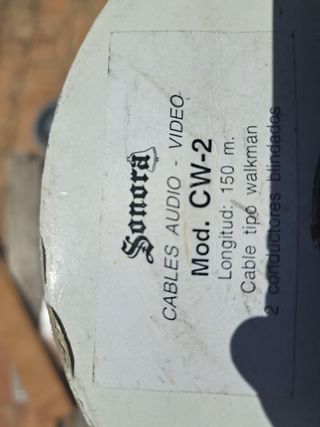 Sonora
CABLES AUDIO - VIDEO
Mod. CW-2
Longitud: 150 m.
Cable tipo walkman
2 conductores blindados